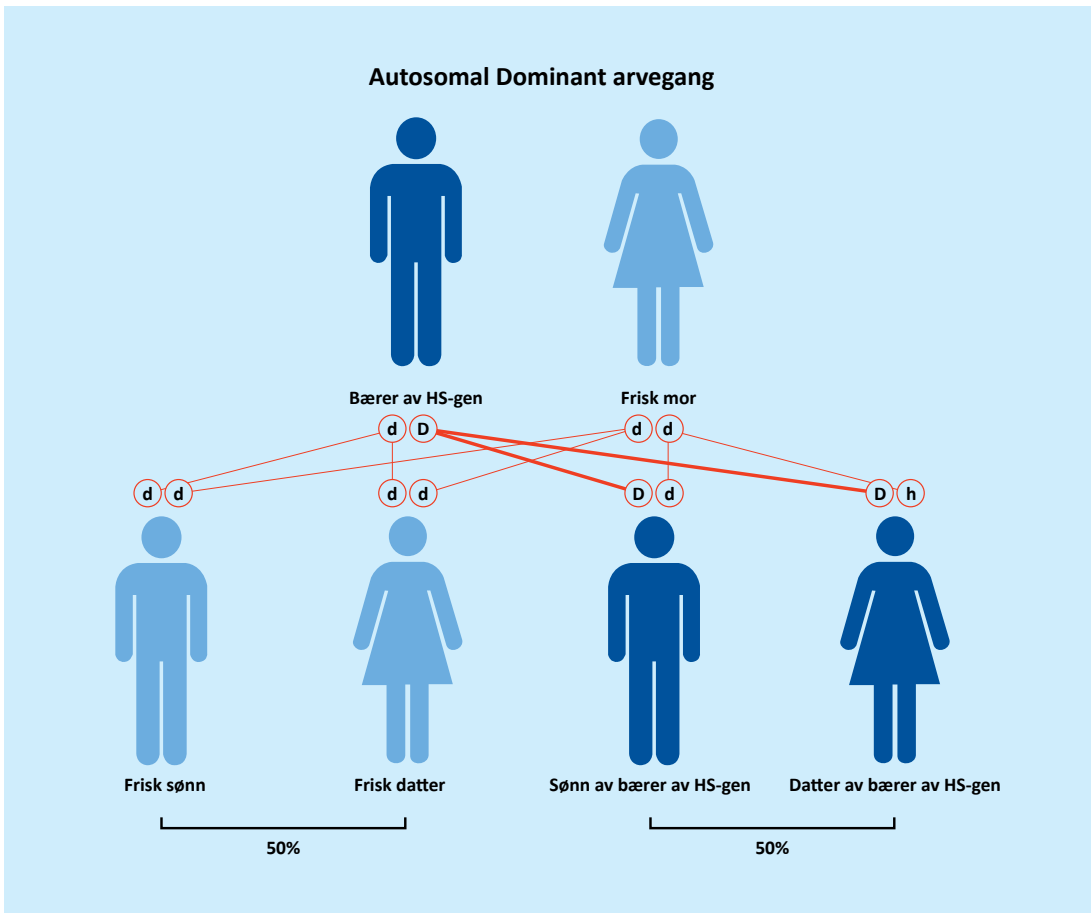 Autosomal Dominant arvegang
Bærer av HS-gen Frisk mor
d D d d
d d d d D d D h
Frisk sønn Frisk datter Sønn av bærer av HS-gen Datter av bærer av HS-gen
50% 50%